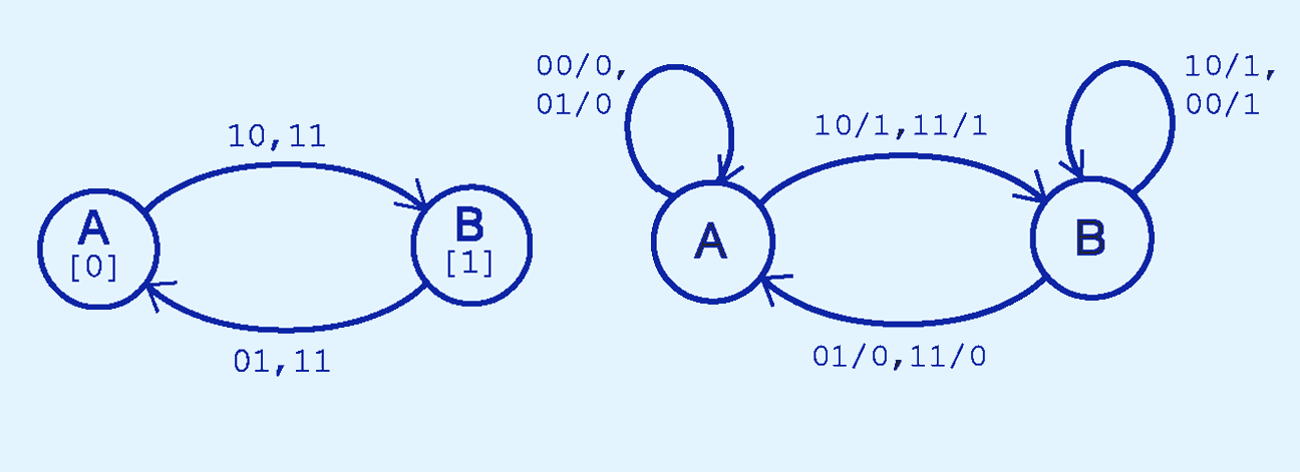 10,11
A
[0]
B
[1]
01,11
00/0,
01/0
10/1,11/1
10/1,
00/1
A
B
01/0,11/0